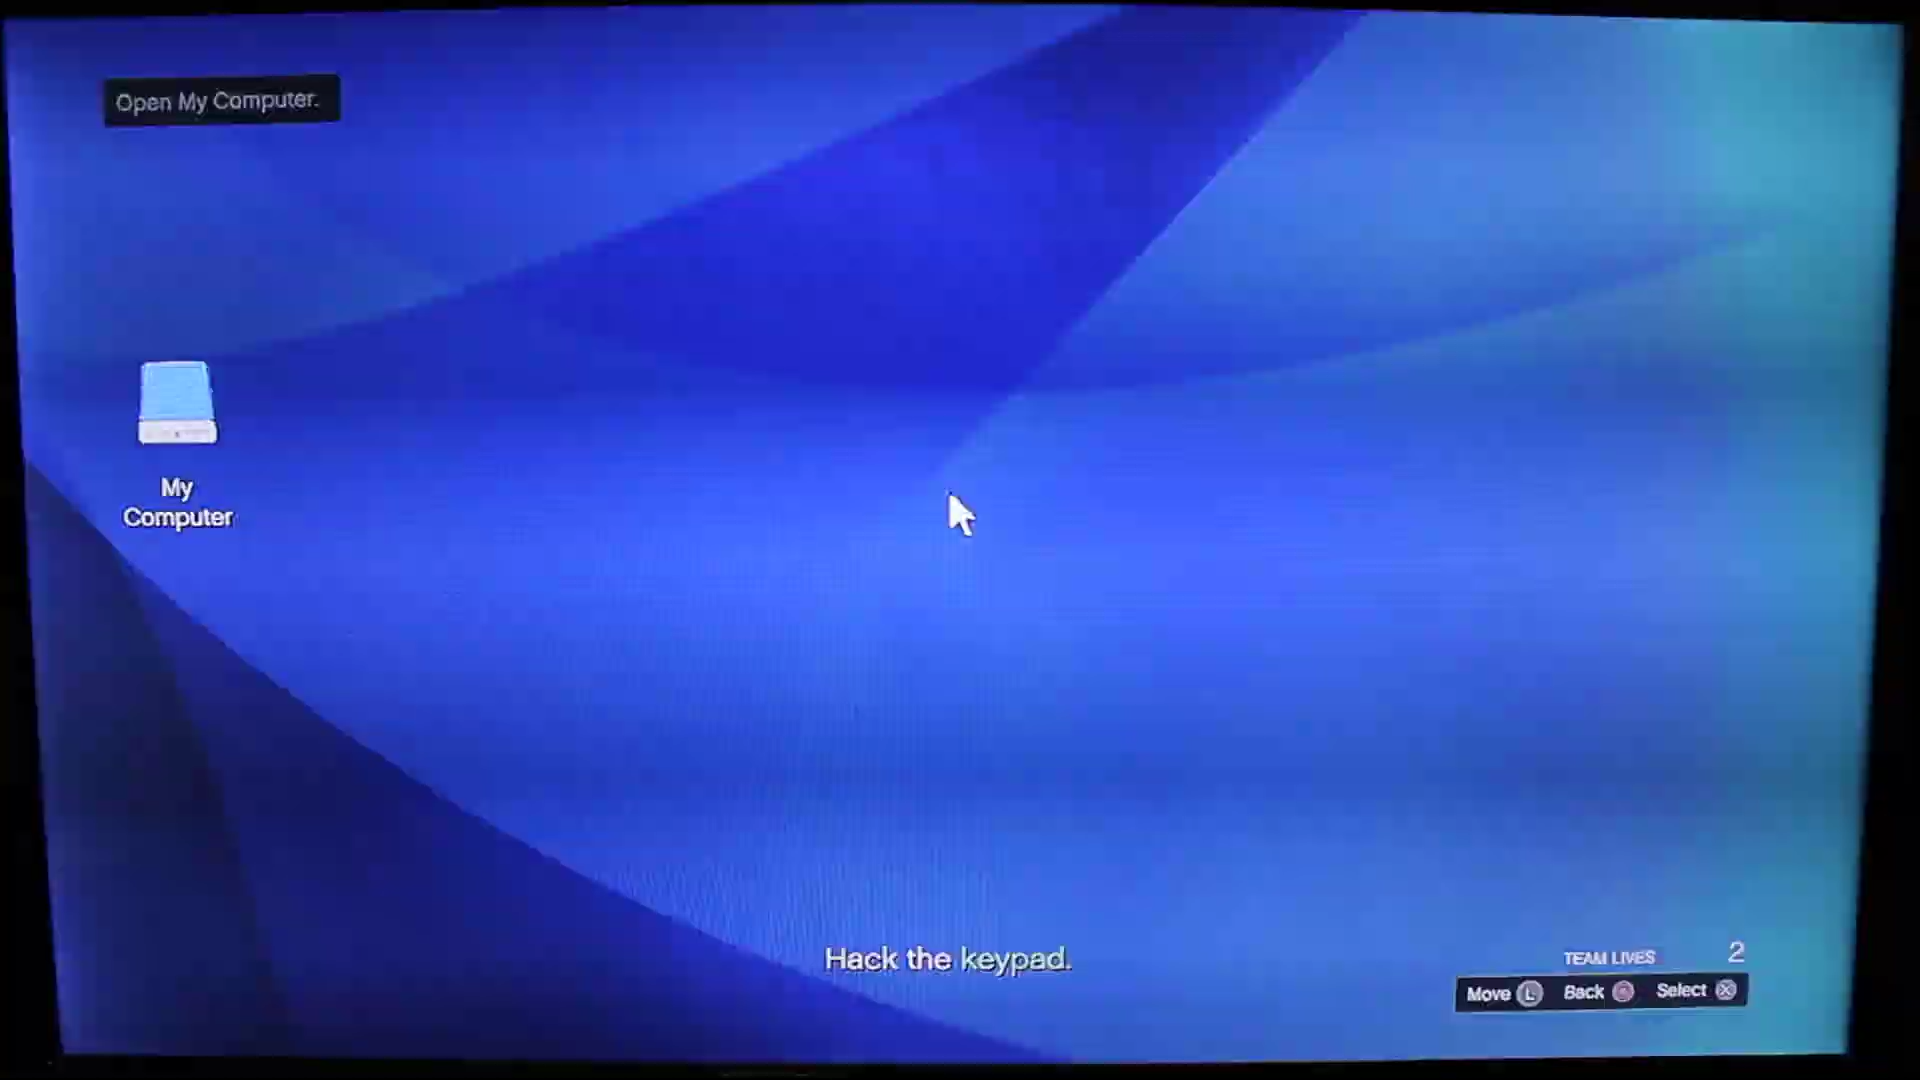 Open My Computer.
My
Computer
Hack the keypad.
TEAM LIVES 2
Move L Back Select